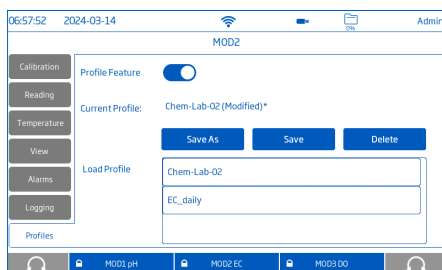 06:57:52 2024-03-14 0% Admin
MOD2
Calibration
Profile Feature
Reading
Current Profile: Chem-Lab-02 (Modified)*
Temperature
Save As Save Delete
View
Load Profile
Chem-Lab-02
Alarms
EC_daily
Logging
Profiles
MOD1 pH MOD2 EC MOD3 DO